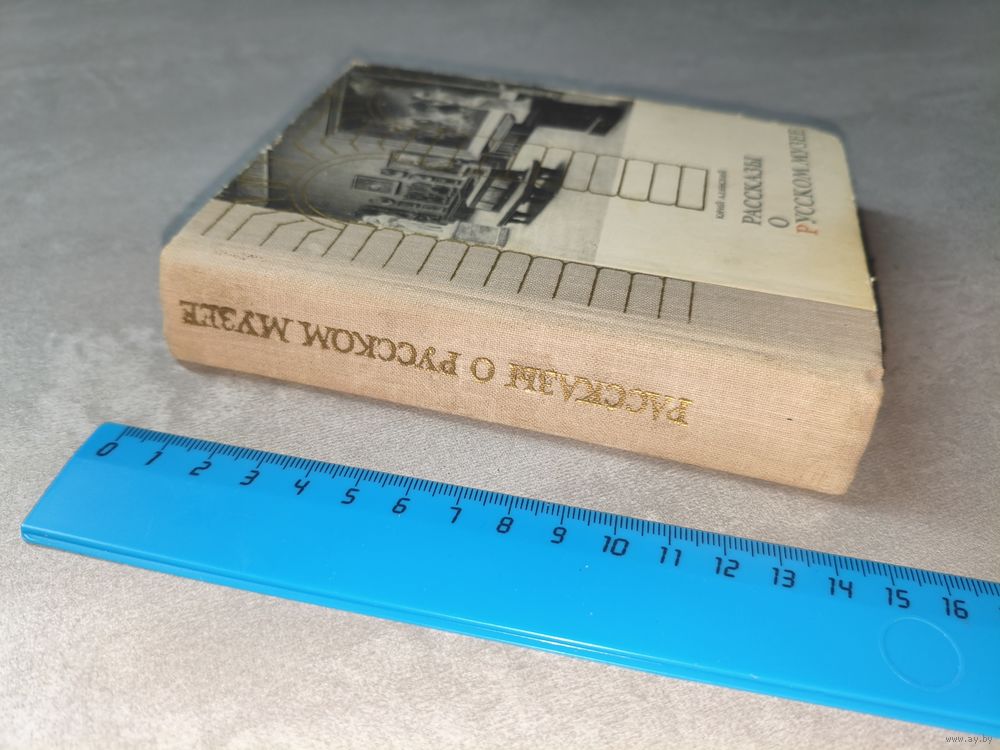 ЮРИЙ АЛЯНСКИЙ
РАССКАЗЫ
О
РУССКОМ МУЗЕЕ
РАССКАЗЫ О РУССКОМ МУЗЕЕ
0 1 2 3 4 5 6 7 8 9 10 11 12 13 14 15 16
www.ay.by